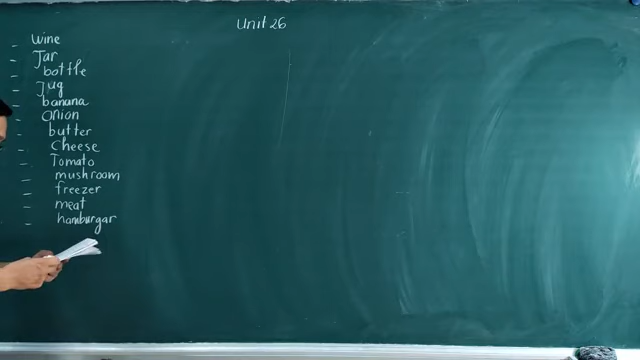 Unit 26
- wine
- Jar
- bottle
- Jug
- banana
- Onion
- butter
- Cheese
- Tomato
- mushroom
- freezer
- meat
- hamburgar